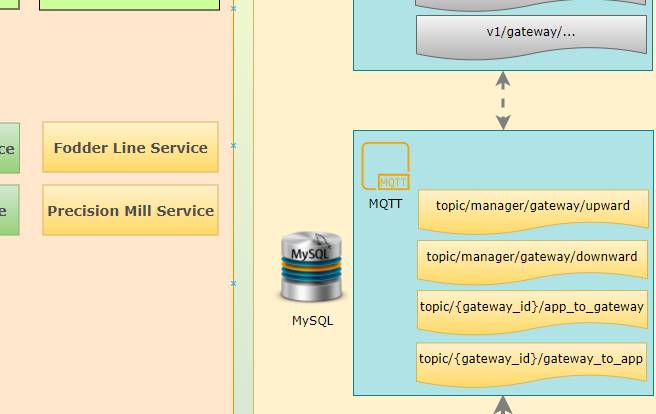 v1/gateway/...
ce
Fodder Line Service
e
Precision Mill Service
MQTT
MQTT
topic/manager/gateway/upward
topic/manager/gateway/downward
topic/{gateway_id}/app_to_gateway
topic/{gateway_id}/gateway_to_app
MySQL
MySQL